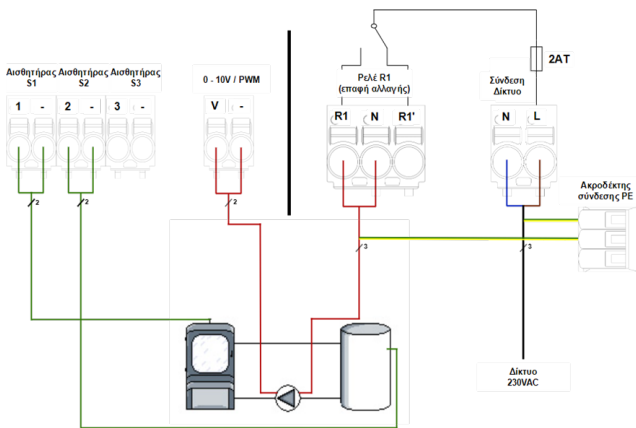 Αισθητήρας Αισθητήρας Αισθητήρας
S1 S2 S3
1 - 2 - 3 -
0 - 10V / PWM
V -
Ρελέ R1
(επαφή αλλαγής)
R1 N R1'
2AT
Σύνδεση
Δίκτυο
N L
Ακροδέκτης
σύνδεσης PE
2
2
2
3
3
Δίκτυο
230VAC